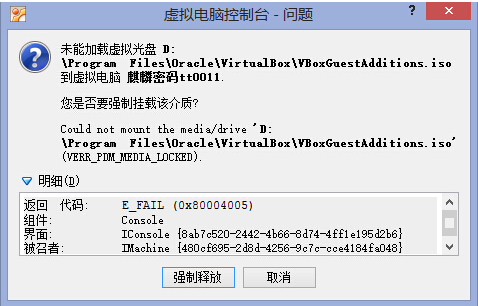 虚拟电脑控制台 - 问题
未能加载虚拟光盘 D:
\Program Files\Oracle\VirtualBox\VBoxGuestAdditions.iso
到虚拟电脑 麒麟密码tt0011.
您是否要强制挂载该介质?
Could not mount the media/drive 'D:
\Program Files\Oracle\VirtualBox\VBoxGuestAdditions.iso'
(VERR_PDM_MEDIA_LOCKED).
明细(D)
返回 代码: E_FAIL (0x80004005)
组件: Console
界面: IConsole {8ab7c520-2442-4b66-8d74-4ff1e195d2b6}
被召者: IMachine {480cf695-2d8d-4256-9c7c-cce4184fa048}
强制释放 取消